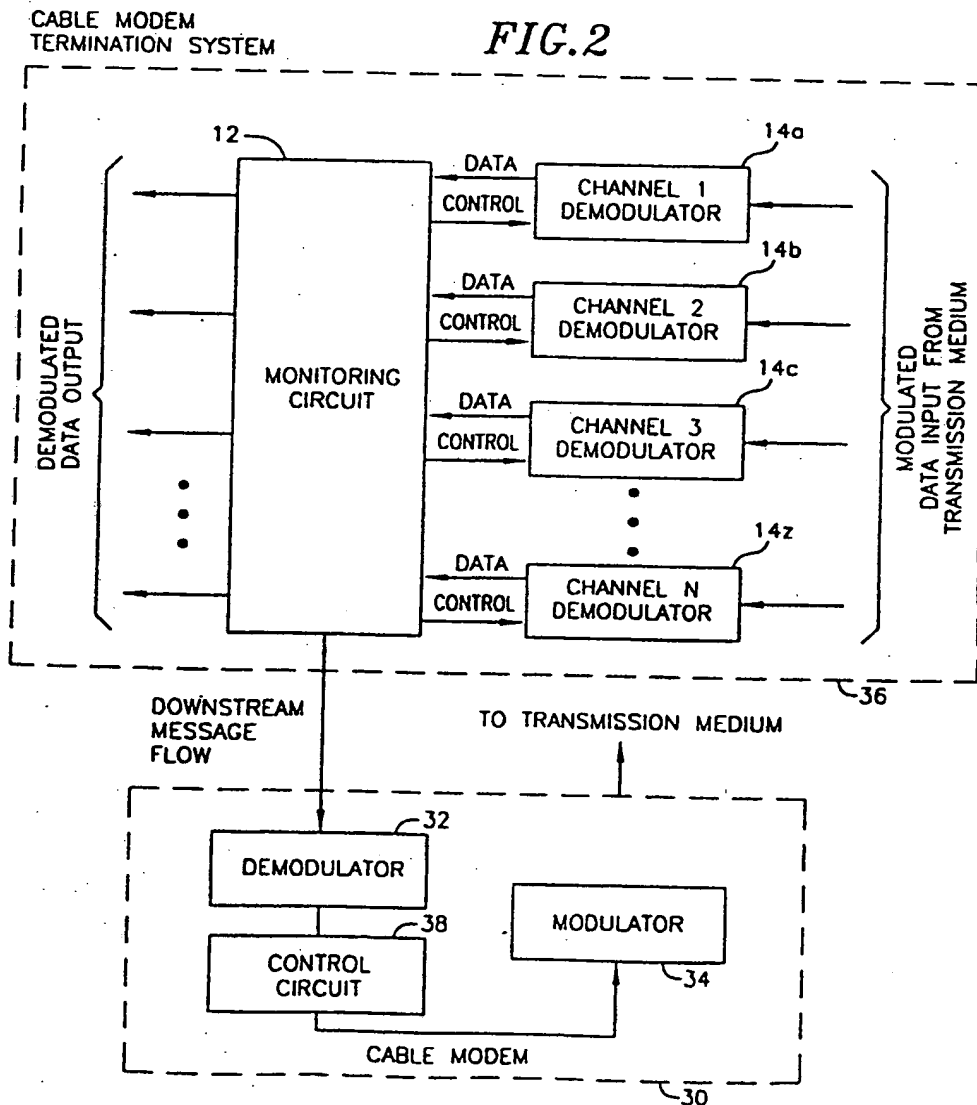 CABLE MODEM
TERMINATION SYSTEM
FIG.2
12
14a
DATA
CONTROL
CHANNEL 1
DEMODULATOR
14b
DATA
CONTROL
CHANNEL 2
DEMODULATOR
14c
DATA
CONTROL
CHANNEL 3
DEMODULATOR
14z
DATA
CONTROL
CHANNEL N
DEMODULATOR
MONITORING
CIRCUIT
DEMODULATED
DATA OUTPUT
MODULATED
DATA INPUT FROM
TRANSMISSION MEDIUM
36
DOWNSTREAM
MESSAGE
FLOW
TO TRANSMISSION MEDIUM
32
DEMODULATOR
38
CONTROL
CIRCUIT
MODULATOR
34
CABLE MODEM
30